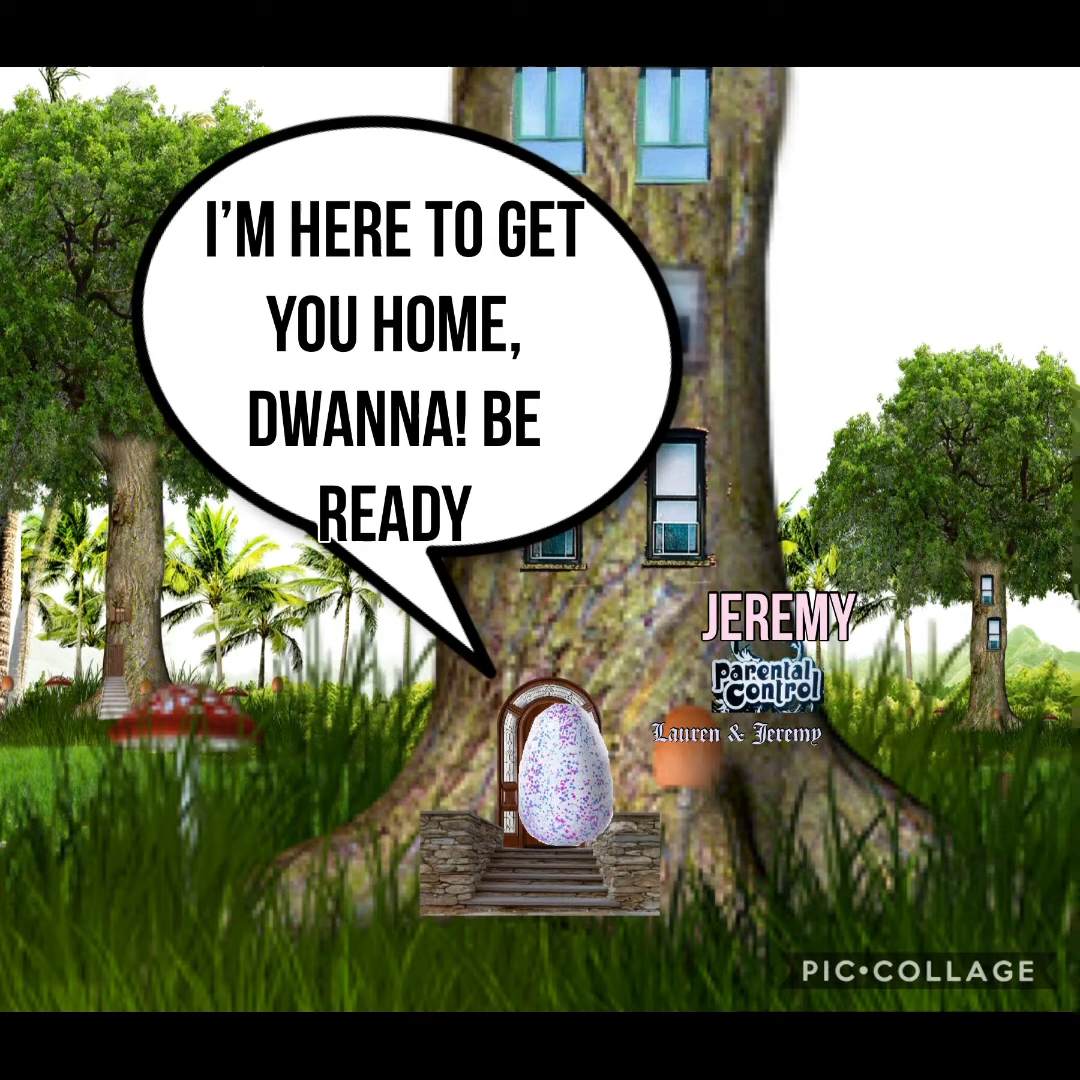 I'M HERE TO GET
YOU HOME,
DWANNA! BE
READY
JEREMY
parental
control
Lauren & Jeremy
PIC•COLLAGE